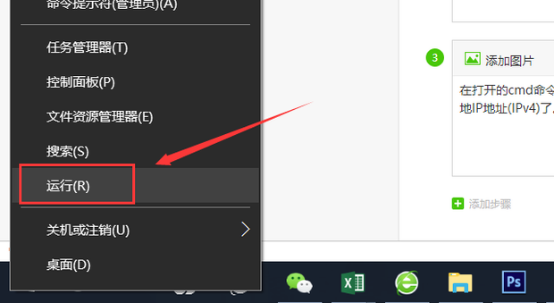 命令提示符(管理员)(A)
任务管理器(T)
控制面板(P)
文件资源管理器(E)
搜索(S)
运行(R)
关机或注销(U)
桌面(D)
3
添加图片
在打开的cmd命令
地IP地址(IPv4)了。
添加步骤
Ps